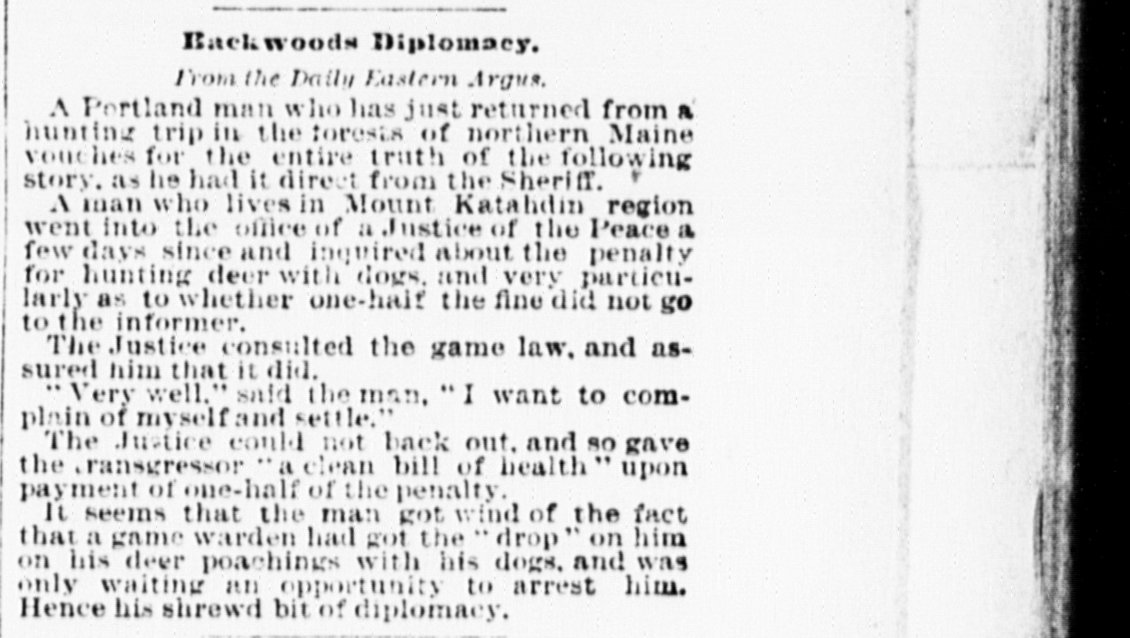 Backwoods Diplomacy.
From the Daily Eastern Argus.
A Portland man who has just returned from a
hunting trip in the forests of northern Maine
vouches for the entire truth of the following
story, as he had it direct from the Sheriff.
A man who lives in Mount Katahdin region
went into the office of a Justice of the Peace a
few days since and inquired about the penalty
for hunting deer with dogs, and very particu-
larly as to whether one-half the fine did not go
to the informer.
The Justice consulted the game law, and as-
sured him that it did.
"Very well," said the man, "I want to com-
plain of myself and settle."
The Justice could not back out, and so gave
the transgressor "a clean bill of health" upon
payment of one-half of the penalty.
It seems that the man got wind of the fact
that a game warden had got the "drop" on him
on his deer poachings with his dogs, and was
only waiting an opportunity to arrest him.
Hence his shrewd bit of diplomacy.